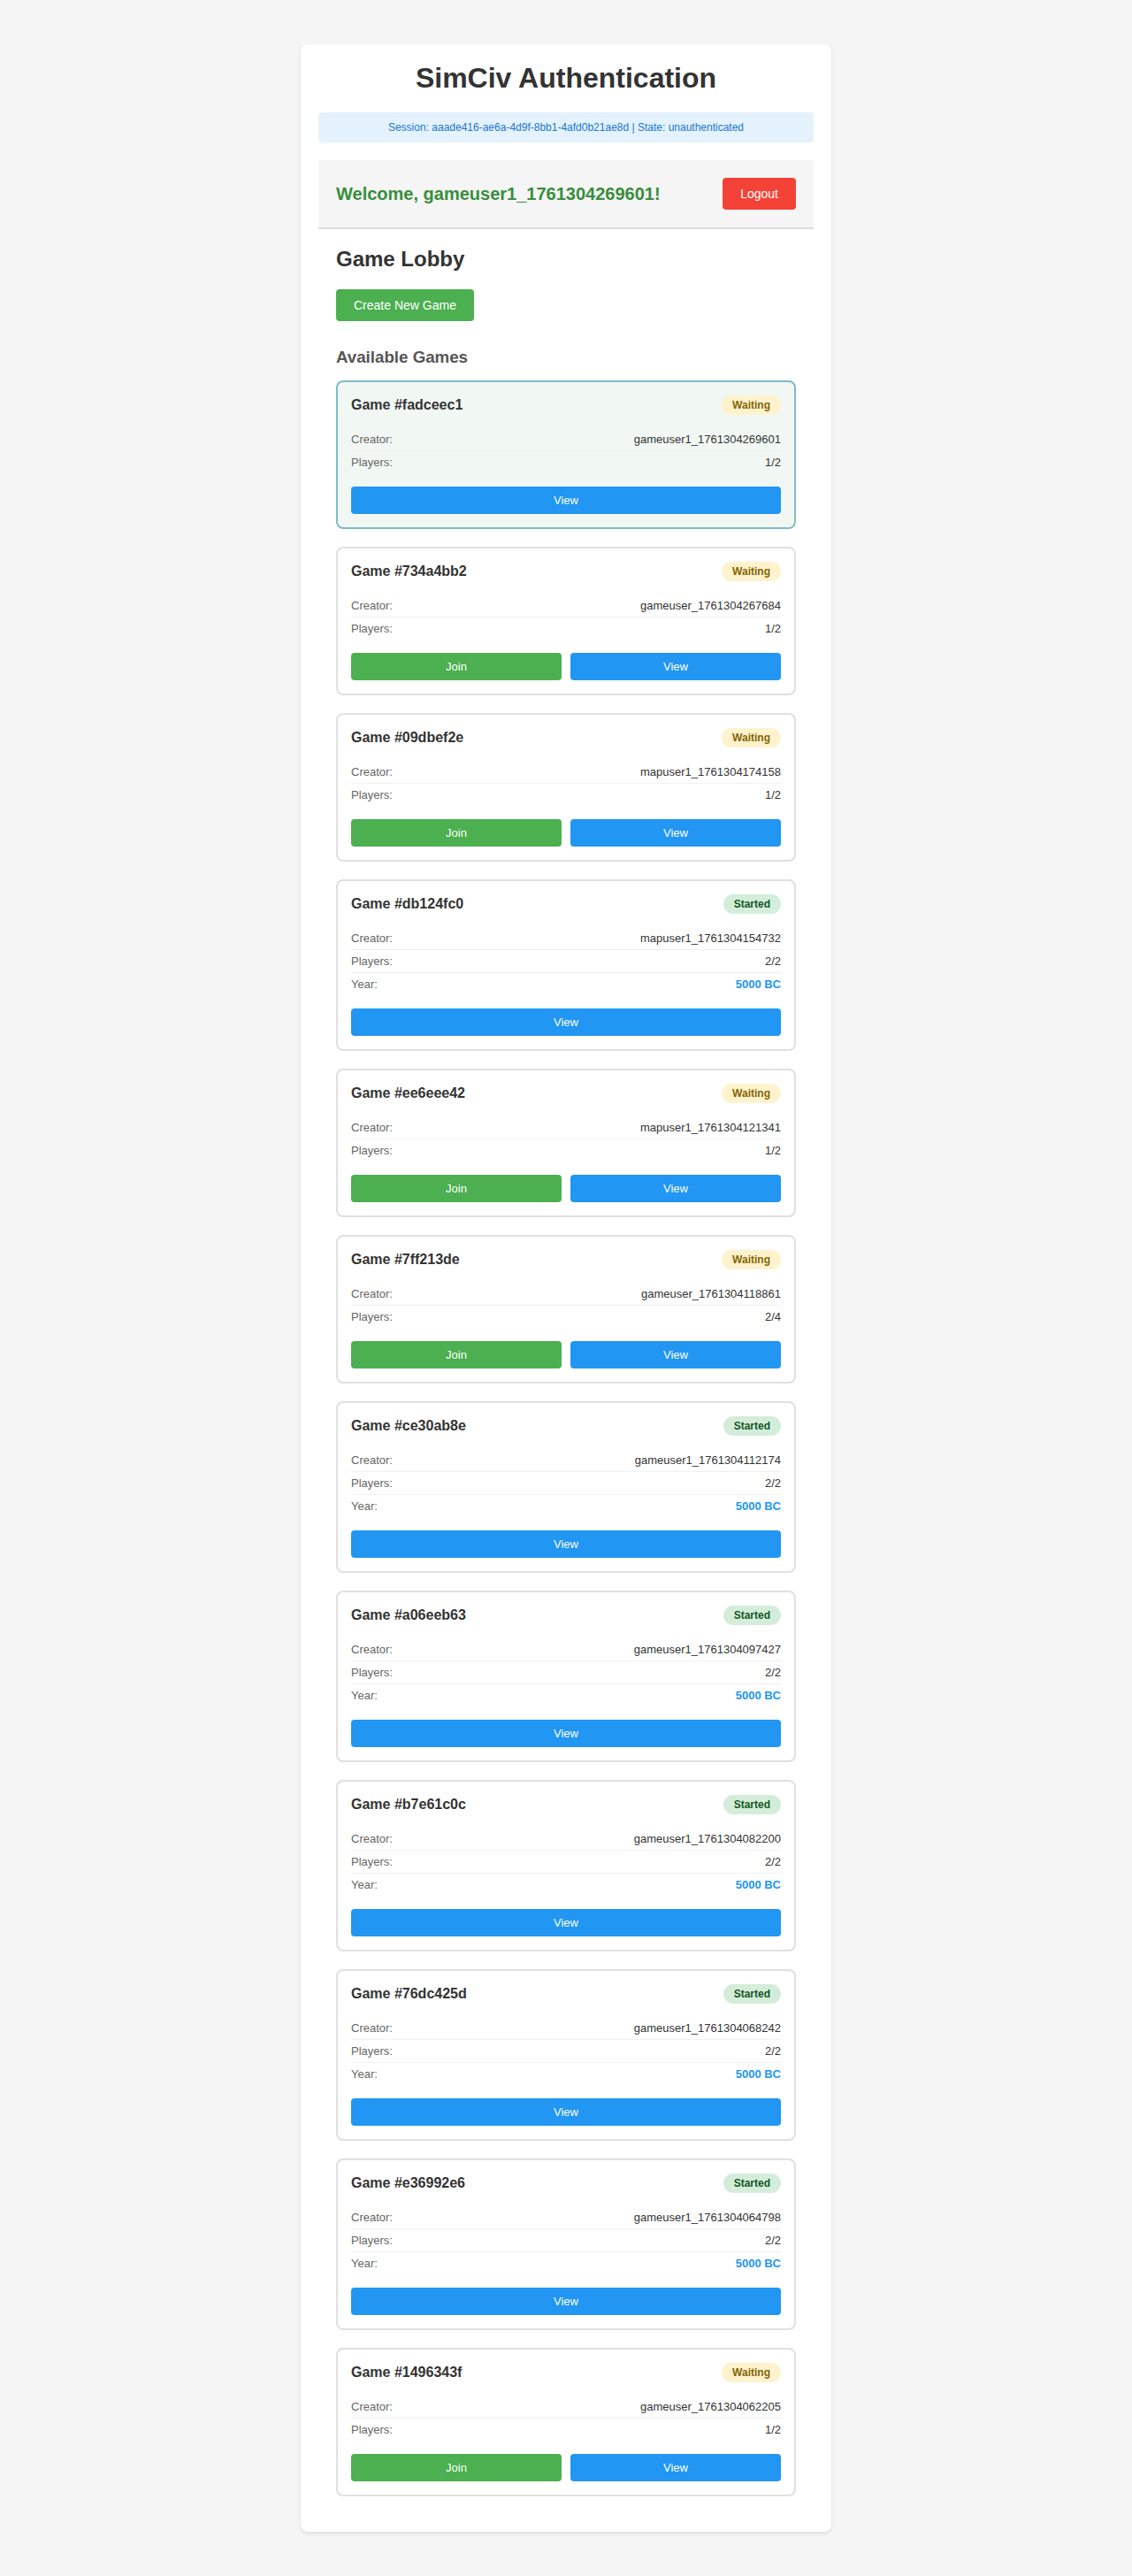 SimCiv Authentication
Session: aaade416-ae6a-4d9f-8bb1-4afd0b21ae8d | State: unauthenticated
Welcome, gameuser1_1761304269601! Logout
Game Lobby
Create New Game
Available Games
Game #fadceec1 Waiting
Creator: gameuser1_1761304269601
Players: 1/2
View
Game #734a4bb2 Waiting
Creator: gameuser_1761304267684
Players: 1/2
Join View
Game #09dbef2e Waiting
Creator: mapuser1_1761304174158
Players: 1/2
Join View
Game #db124fc0 Started
Creator: mapuser1_1761304154732
Players: 2/2
Year: 5000 BC
View
Game #ee6eee42 Waiting
Creator: mapuser1_1761304121341
Players: 1/2
Join View
Game #7ff213de Waiting
Creator: gameuser_1761304118861
Players: 2/4
Join View
Game #ce30ab8e Started
Creator: gameuser1_1761304112174
Players: 2/2
Year: 5000 BC
View
Game #a06eeb63 Started
Creator: gameuser1_1761304097427
Players: 2/2
Year: 5000 BC
View
Game #b7e61c0c Started
Creator: gameuser1_1761304082200
Players: 2/2
Year: 5000 BC
View
Game #76dc425d Started
Creator: gameuser1_1761304068242
Players: 2/2
Year: 5000 BC
View
Game #e36992e6 Started
Creator: gameuser1_1761304064798
Players: 2/2
Year: 5000 BC
View
Game #1496343f Waiting
Creator: gameuser_1761304062205
Players: 1/2
Join View